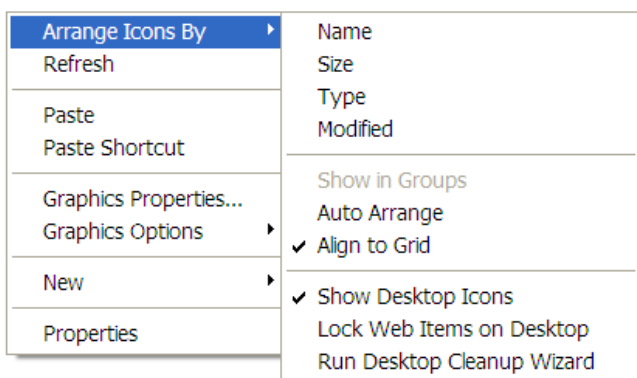 Arrange Icons By
Refresh
Paste
Paste Shortcut
Graphics Properties...
Graphics Options
New
Properties
Name
Size
Type
Modified
Show in Groups
Auto Arrange
Align to Grid
Show Desktop Icons
Lock Web Items on Desktop
Run Desktop Cleanup Wizard